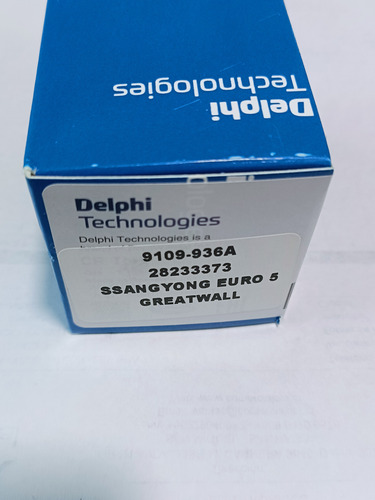 Delphi
Technologies
Delphi
Technologies
Delphi Technologies is a
9109-936A
28233373
SSANGYONG EURO 5
GREATWALL